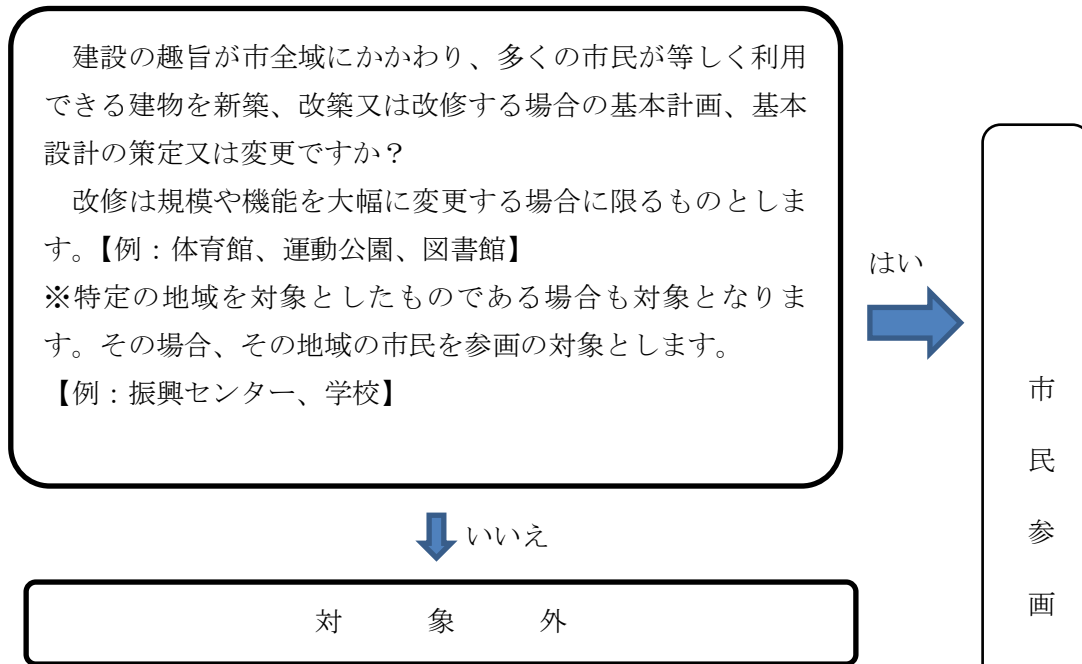 建設の趣旨が市全域にかかわり、多くの市民が等しく利用
できる建物を新築、改築又は改修する場合の基本計画、基本
設計の策定又は変更ですか？
改修は規模や機能を大幅に変更する場合に限るものとしま
す。【例：体育館、運動公園、図書館】
※特定の地域を対象としたものである場合も対象となりま
す。その場合、その地域の市民を参画の対象とします。
【例：振興センター、学校】
はい
いいえ
対　象　外
市
民
参
画